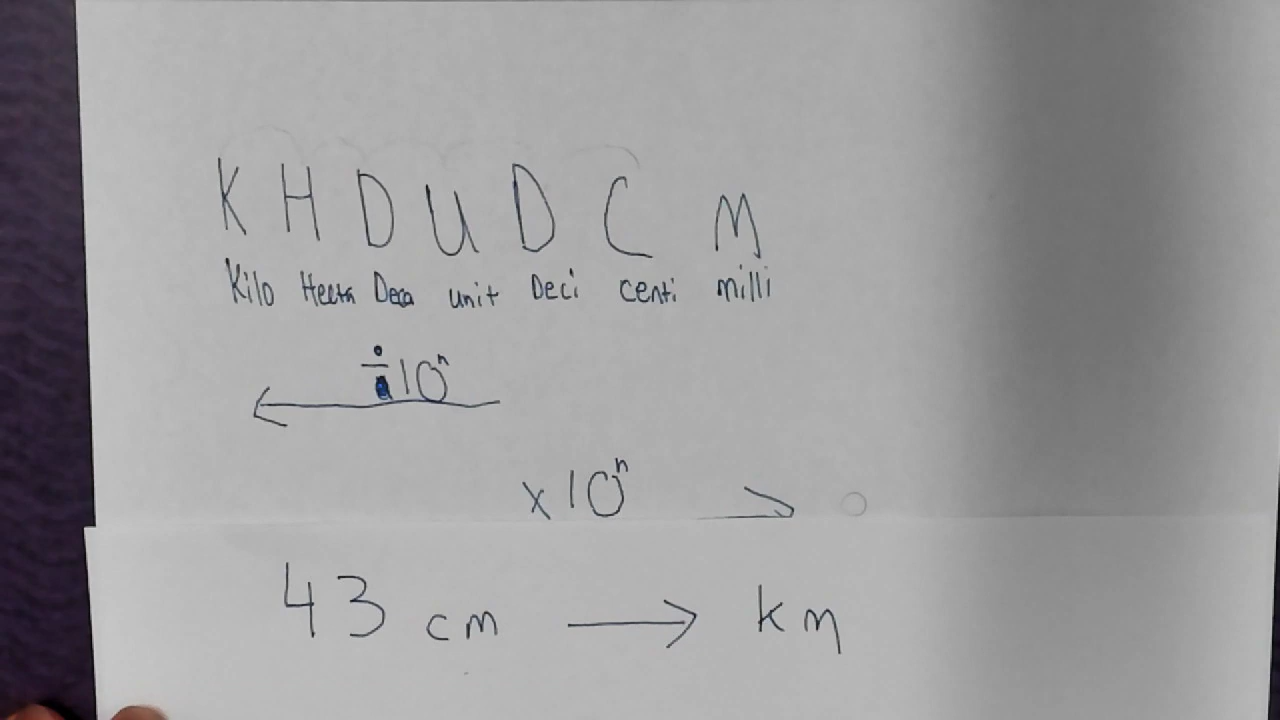 K H D U D C M
Kilo Hecta Deca unit Deci centi milli
÷10ⁿ
x10ⁿ
43 cm → km